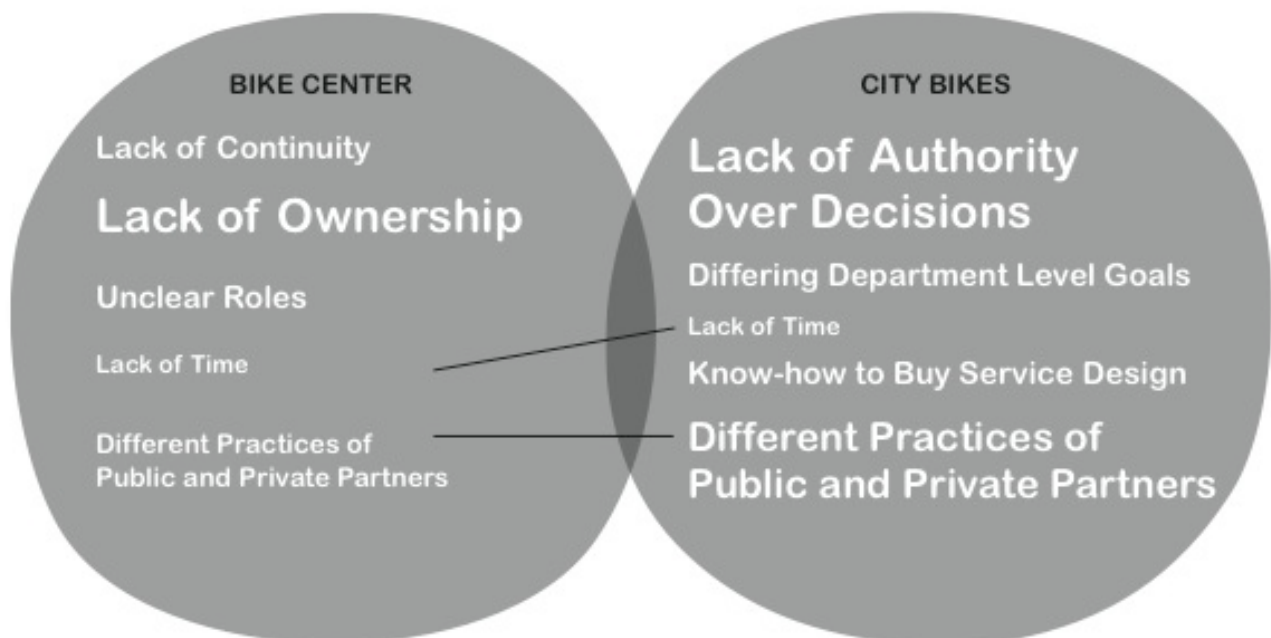 BIKE CENTER
Lack of Continuity
Lack of Ownership
Unclear Roles
Lack of Time
Different Practices of
Public and Private Partners
CITY BIKES
Lack of Authority
Over Decisions
Differing Department Level Goals
Lack of Time
Know-how to Buy Service Design
Different Practices of
Public and Private Partners